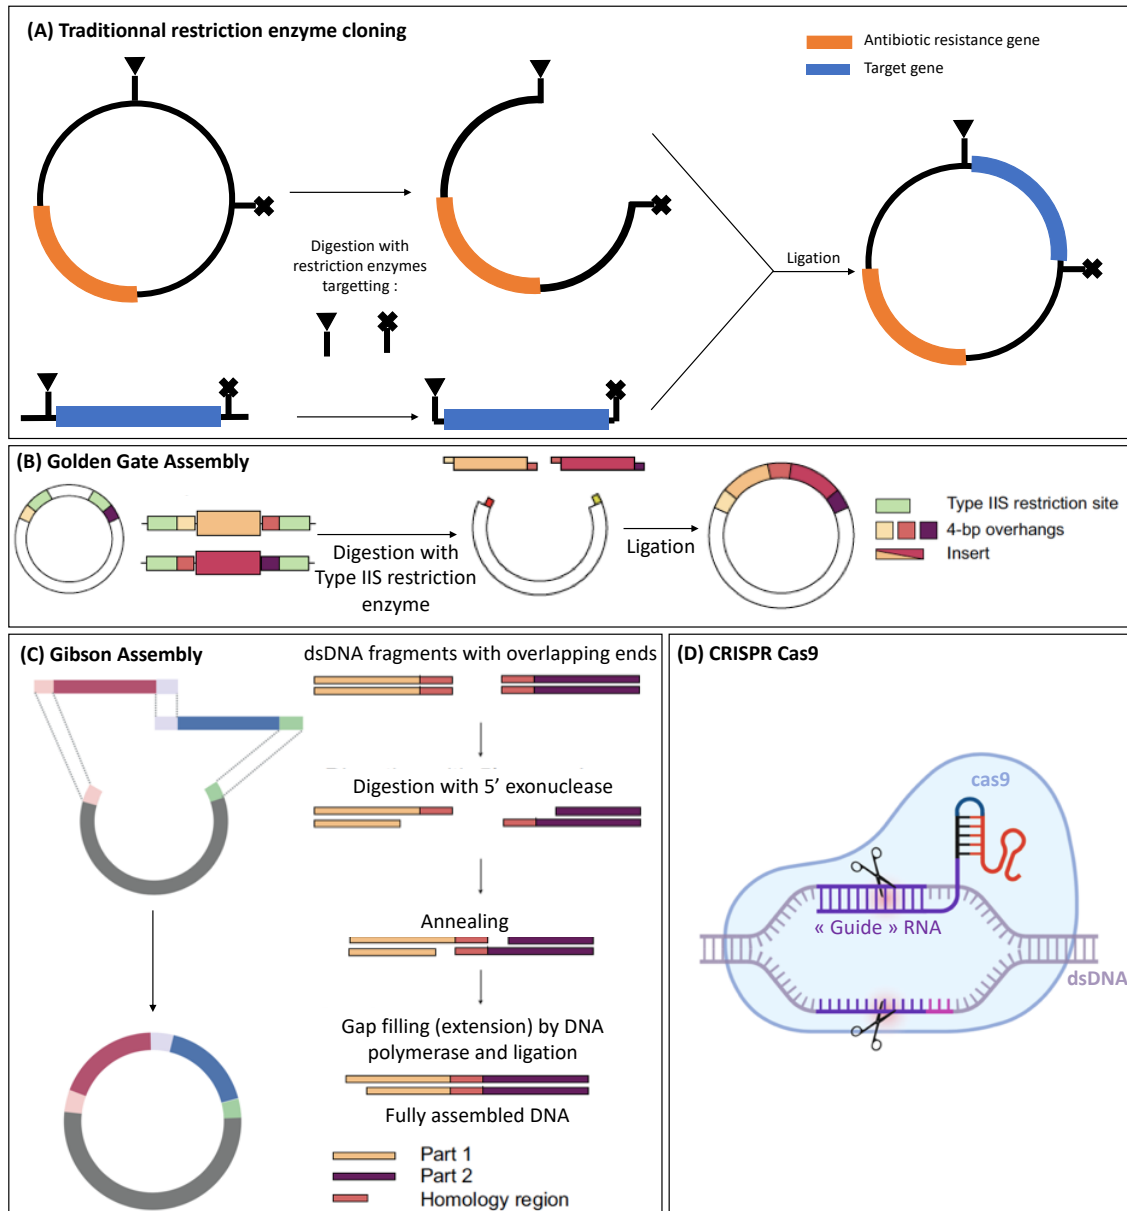 (A) Traditionnal restriction enzyme cloning
Antibiotic resistance gene
Target gene
Digestion with
restriction enzymes
targetting :
Ligation
(B) Golden Gate Assembly
Digestion with
Type IIS restriction
enzyme
Ligation
Type IIS restriction site
4-bp overhangs
Insert
(C) Gibson Assembly
dsDNA fragments with overlapping ends
Digestion with 5’ exonuclease
Annealing
Gap filling (extension) by DNA
polymerase and ligation
Fully assembled DNA
Part 1
Part 2
Homology region
(D) CRISPR Cas9
cas9
« Guide » RNA
dsDNA